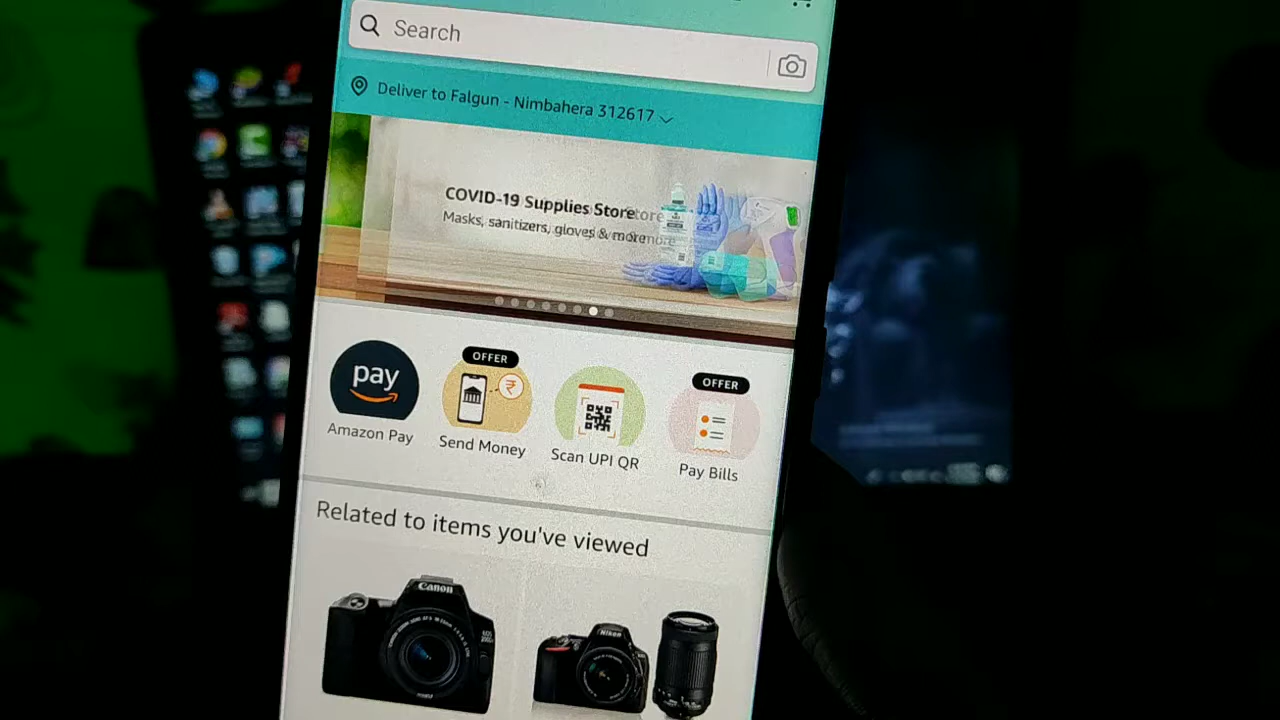 Search
Deliver to Falgun - Nimbahera 312617
COVID-19 Supplies Store
Masks, sanitizers, gloves & more
OFFER
OFFER
pay
Amazon Pay
Send Money
Scan UPI QR
Pay Bills
Related to items you've viewed
Canon
Nikon